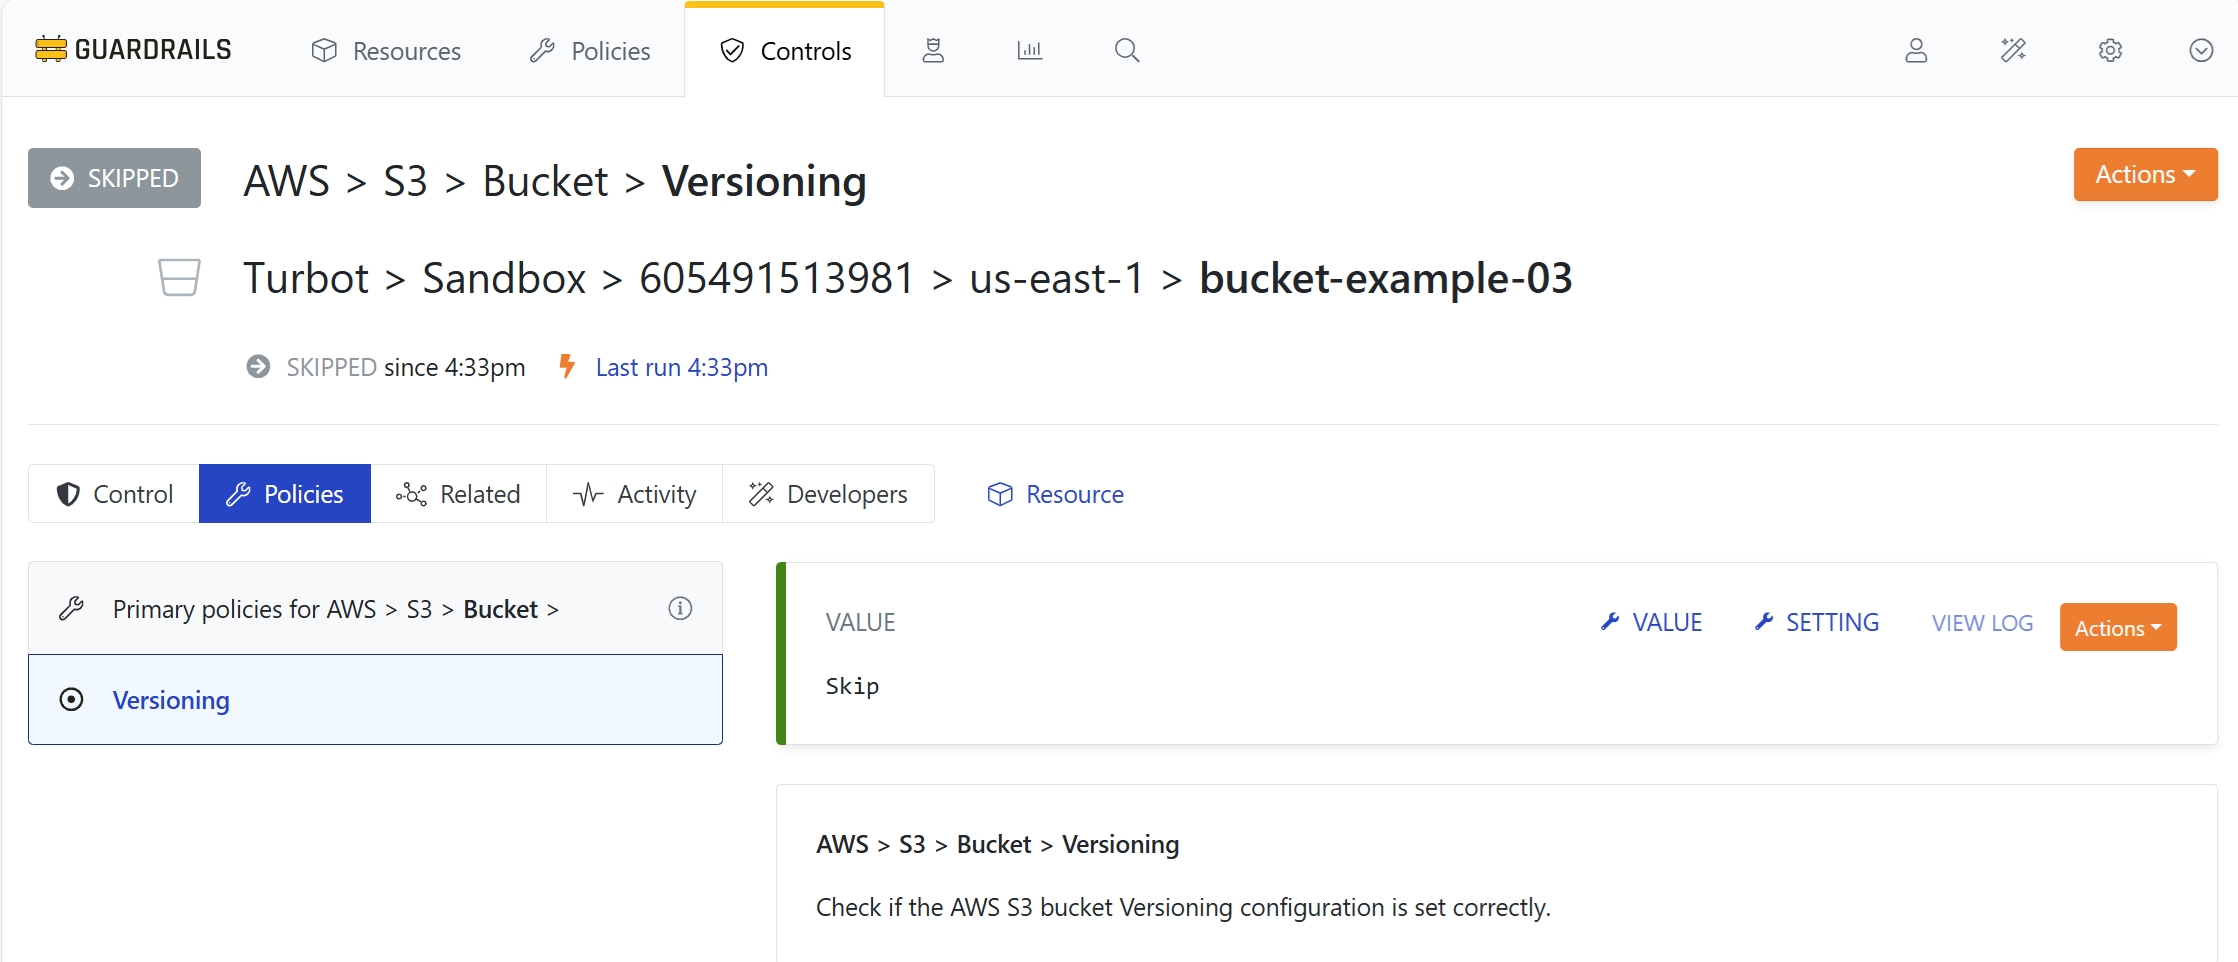 GUARDRAILS Resources Policies Controls
SKIPPED AWS > S3 > Bucket > Versioning Actions
Turbot > Sandbox > 605491513981 > us-east-1 > bucket-example-03
SKIPPED since 4:33pm Last run 4:33pm
Control Policies Related Activity Developers Resource
Primary policies for AWS > S3 > Bucket >
Versioning
VALUE VALUE SETTING VIEW LOG Actions
Skip
AWS > S3 > Bucket > Versioning
Check if the AWS S3 bucket Versioning configuration is set correctly.